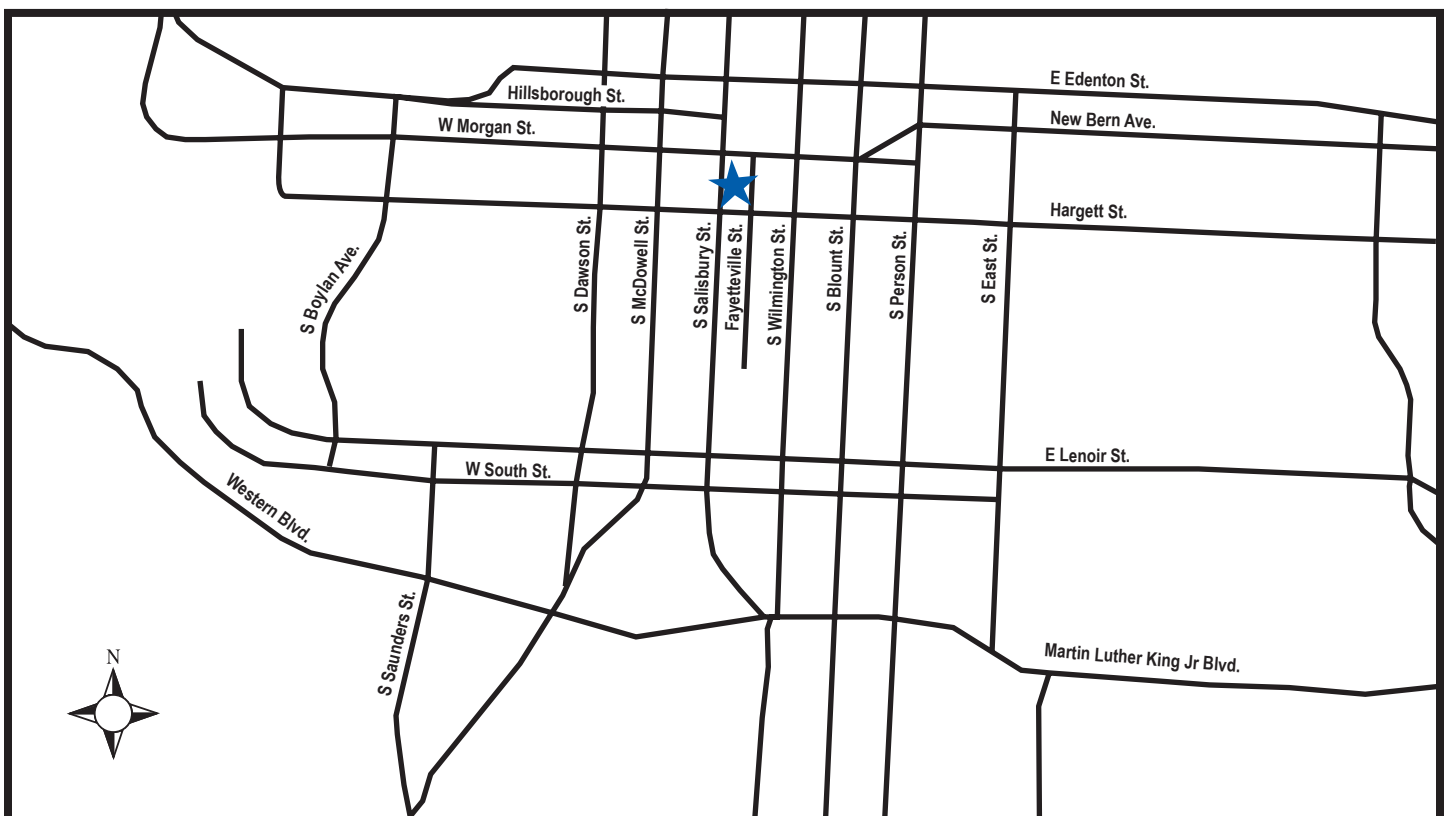 E Edenton St.
Hillsborough St.
New Bern Ave.
W Morgan St.
Hargett St.
S Boylan Ave.
S Dawson St.
S McDowell St.
S Salisbury St.
Fayetteville St.
S Wilmington St.
S Blount St.
S Person St.
S East St.
E Lenoir St.
W South St.
Western Blvd.
S Saunders St.
N
Martin Luther King Jr Blvd.